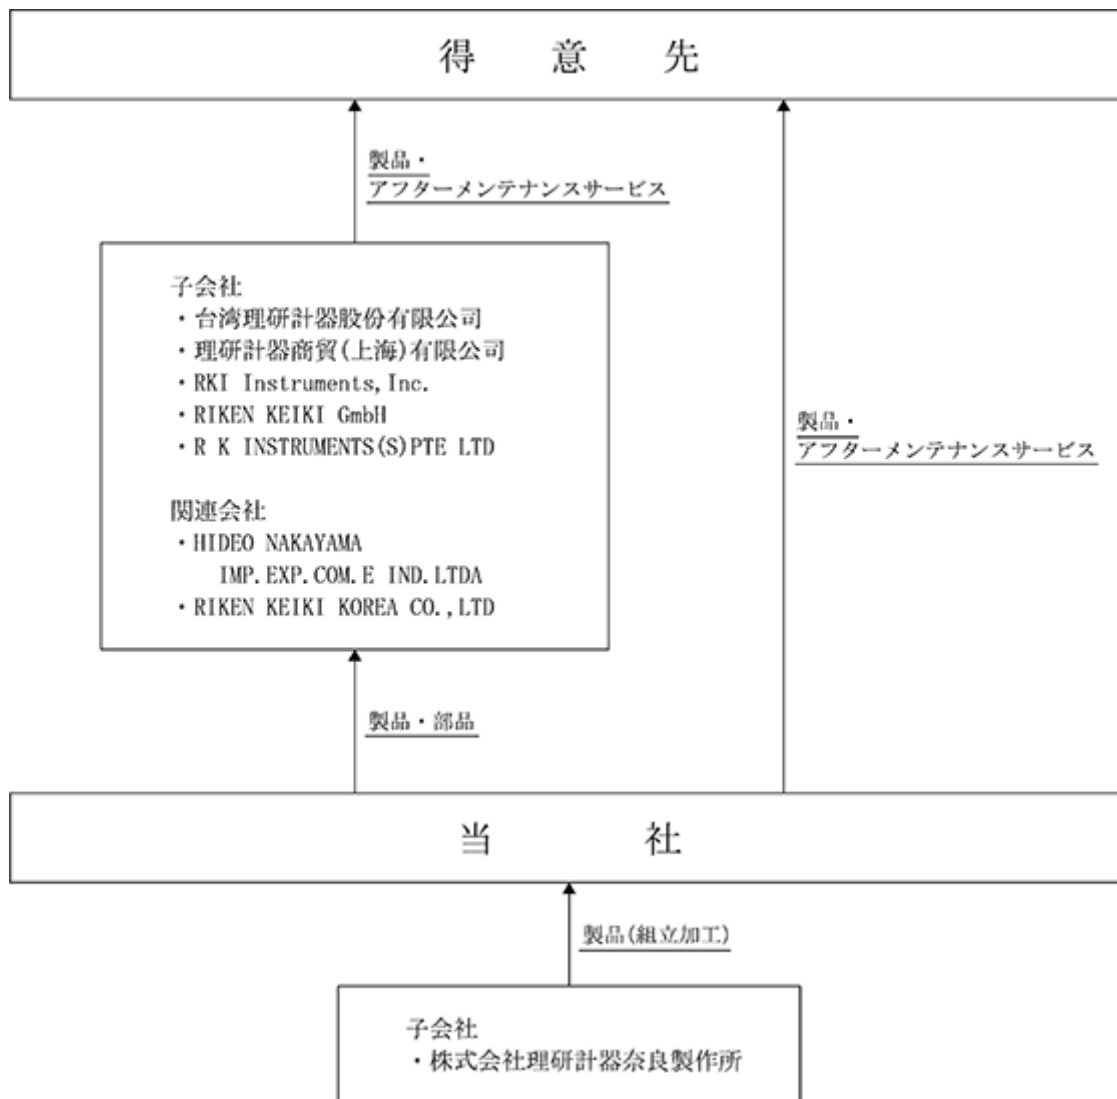 得意先
製品・
アフターメンテナンスサービス
子会社
・台湾理研計器股份有限公司
・理研計器商貿(上海)有限公司
・RKI Instruments,Inc.
・RIKEN KEIKI GmbH
・R K INSTRUMENTS(S)PTE LTD
関連会社
・HIDEO NAKAYAMA
IMP.EXP.COM.E IND.LTDA
・RIKEN KEIKI KOREA CO.,LTD
製品・
アフターメンテナンスサービス
製品・部品
当社
製品(組立加工)
子会社
・株式会社理研計器奈良製作所